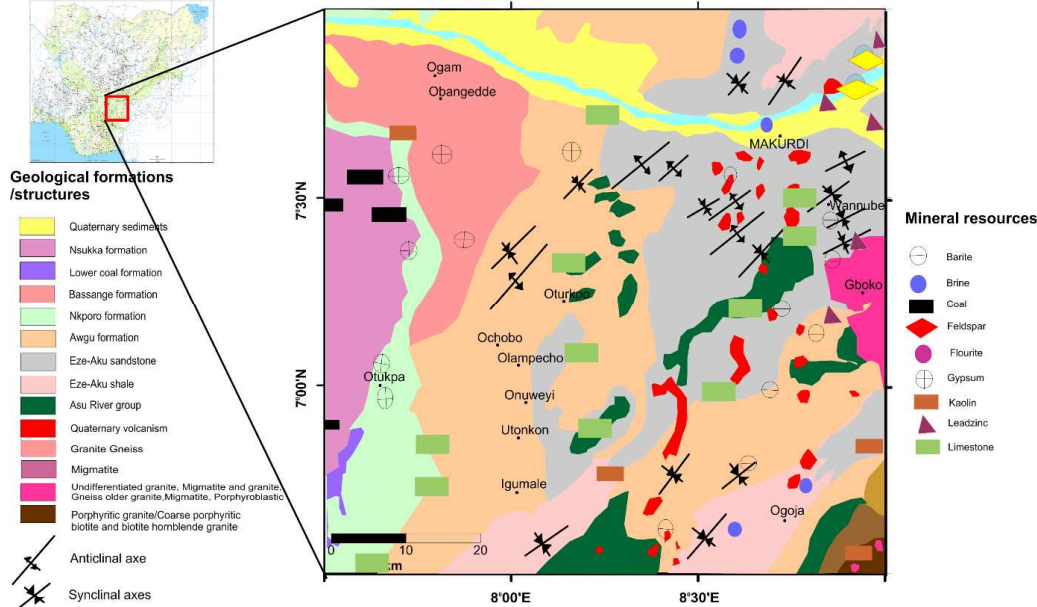 Geological formations
/structures
Quaternary sediments
Nsukka formation
Lower coal formation
Bassange formation
Nkporo formation
Awgu formation
Eze-Aku sandstone
Eze-Aku shale
Asu River group
Quaternary volcanism
Granite Gneiss
Migmatite
Undifferentiated granite, Migmatite and granite,
Gneiss older granite,Migmatite, Porphyroblastic
Porphyritic granite/Coarse porphyritic
biotite and biotite homblende granite
Anticlinal axe
Synclinal axes
7°30'N
7°0'N
Ogam
Obangedde
MAKURDI
Wannube
Gboko
Oturkpo
Ochobo
Olampecho
Otukpa
Onuweyi
Utonkon
Igumale
Ogoja
0 10 20
km
8°00'E
8°30'E
Mineral resources
Barite
Brine
Coal
Feldspar
Flourite
Gypsum
Kaolin
Leadzinc
Limestone